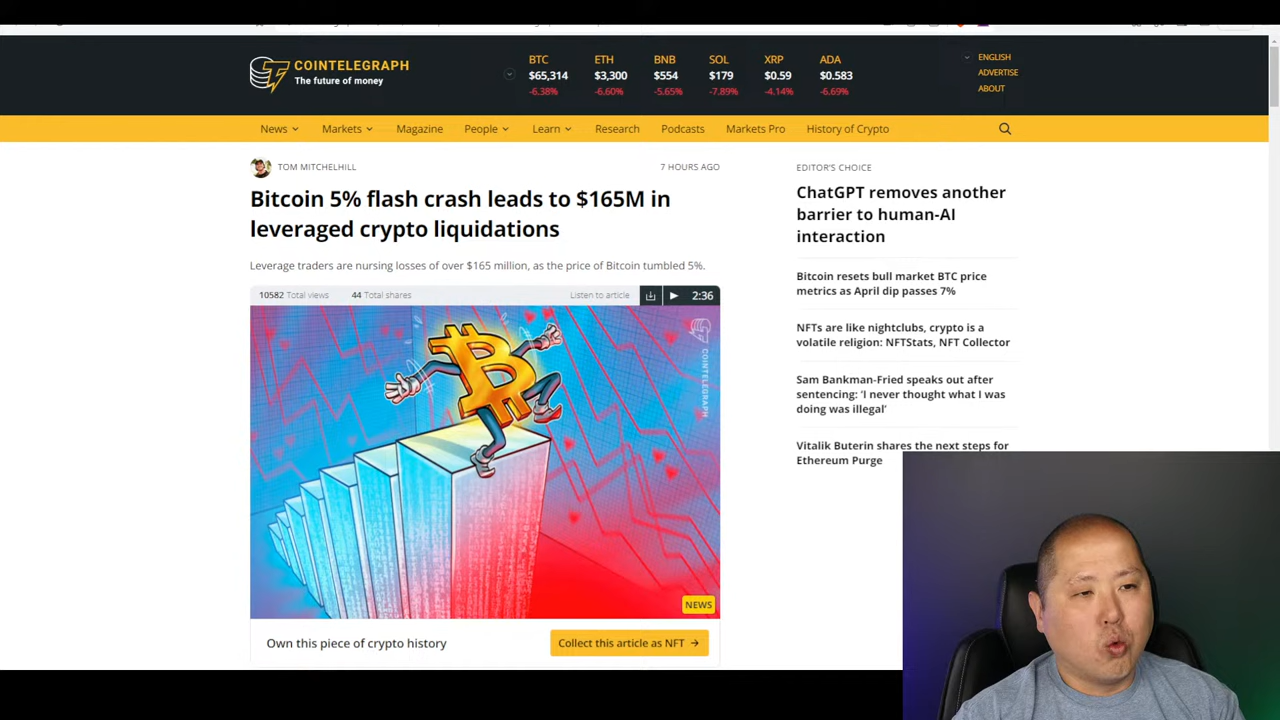 COINTELEGRAPH
The future of money
BTC
$65,314
-6.38%
ETH
$3,300
-6.60%
BNB
$554
-5.65%
SOL
$179
-7.89%
XRP
$0.59
-4.14%
ADA
$0.583
-6.69%
ENGLISH
ADVERTISE
ABOUT
News Markets Magazine People Learn Research Podcasts Markets Pro History of Crypto
TOM MITCHELHILL 7 HOURS AGO
Bitcoin 5% flash crash leads to $165M in
leveraged crypto liquidations
Leverage traders are nursing losses of over $165 million, as the price of Bitcoin tumbled 5%.
10582 Total views 44 Total shares Listen to article 2:36
COINTELEGRAPH
NEWS
Own this piece of crypto history
Collect this article as NFT →
EDITOR'S CHOICE
ChatGPT removes another
barrier to human-AI
interaction
Bitcoin resets bull market BTC price
metrics as April dip passes 7%
NFTs are like nightclubs, crypto is a
volatile religion: NFTStats, NFT Collector
Sam Bankman-Fried speaks out after
sentencing: ‘I never thought what I was
doing was illegal’
Vitalik Buterin shares the next steps for
Ethereum Purge